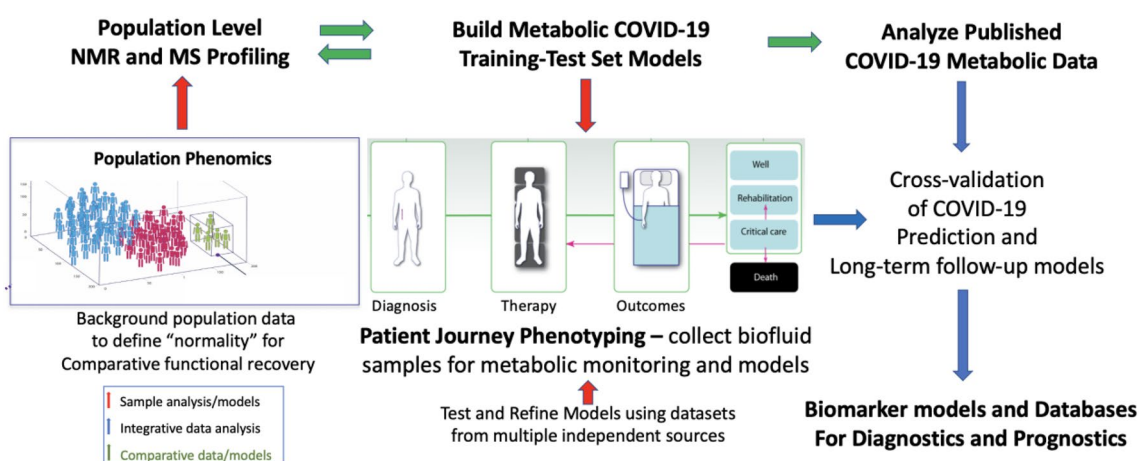 Population Level
NMR and MS Profiling
Build Metabolic COVID-19
Training-Test Set Models
Analyze Published
COVID-19 Metabolic Data
Population Phenomics
Background population data
to define “normality” for
Comparative functional recovery
Sample analysis/models
Integrative data analysis
Comparative data/models
Well
Rehabilitation
Critical care
Death
Diagnosis
Therapy
Outcomes
Patient Journey Phenotyping – collect biofluid
samples for metabolic monitoring and models
Test and Refine Models using datasets
from multiple independent sources
Cross-validation
of COVID-19
Prediction and
Long-term follow-up models
Biomarker models and Databases
For Diagnostics and Prognostics